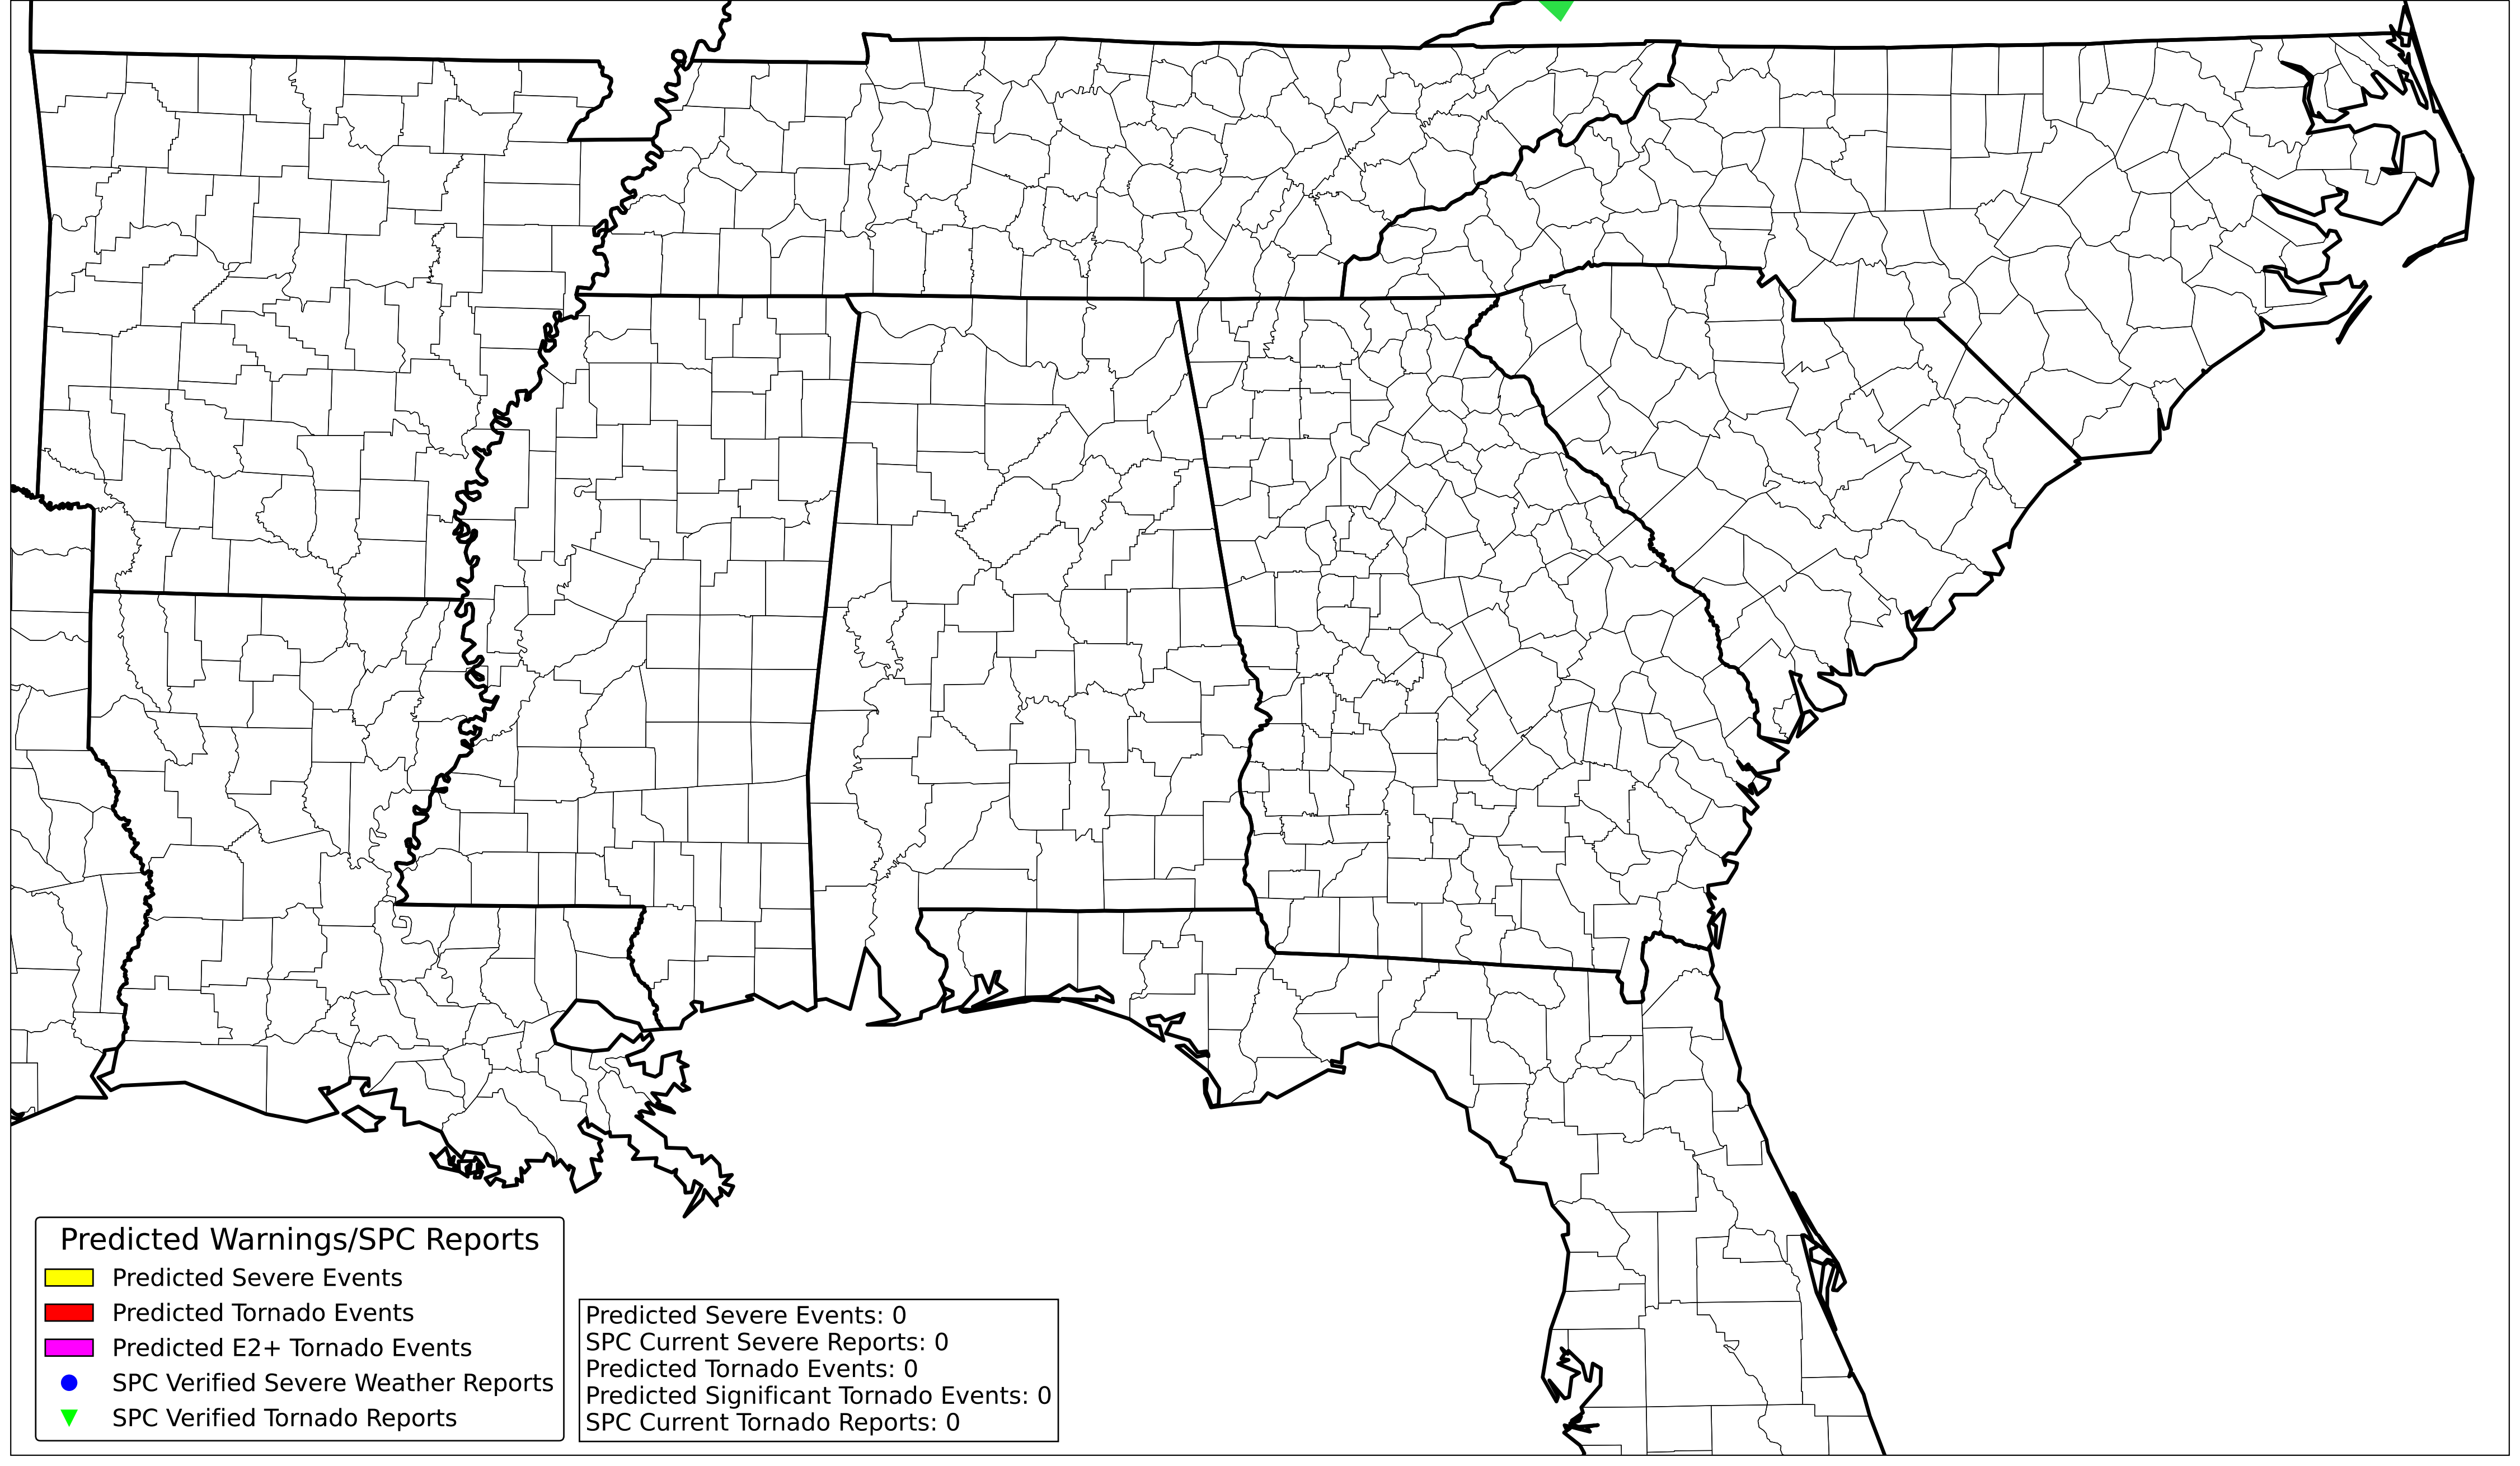 Predicted Warnings/SPC Reports
Predicted Severe Events
Predicted Tornado Events
Predicted E2+ Tornado Events
SPC Verified Severe Weather Reports
SPC Verified Tornado Reports
Predicted Severe Events: 0
SPC Current Severe Reports: 0
Predicted Tornado Events: 0
Predicted Significant Tornado Events: 0
SPC Current Tornado Reports: 0